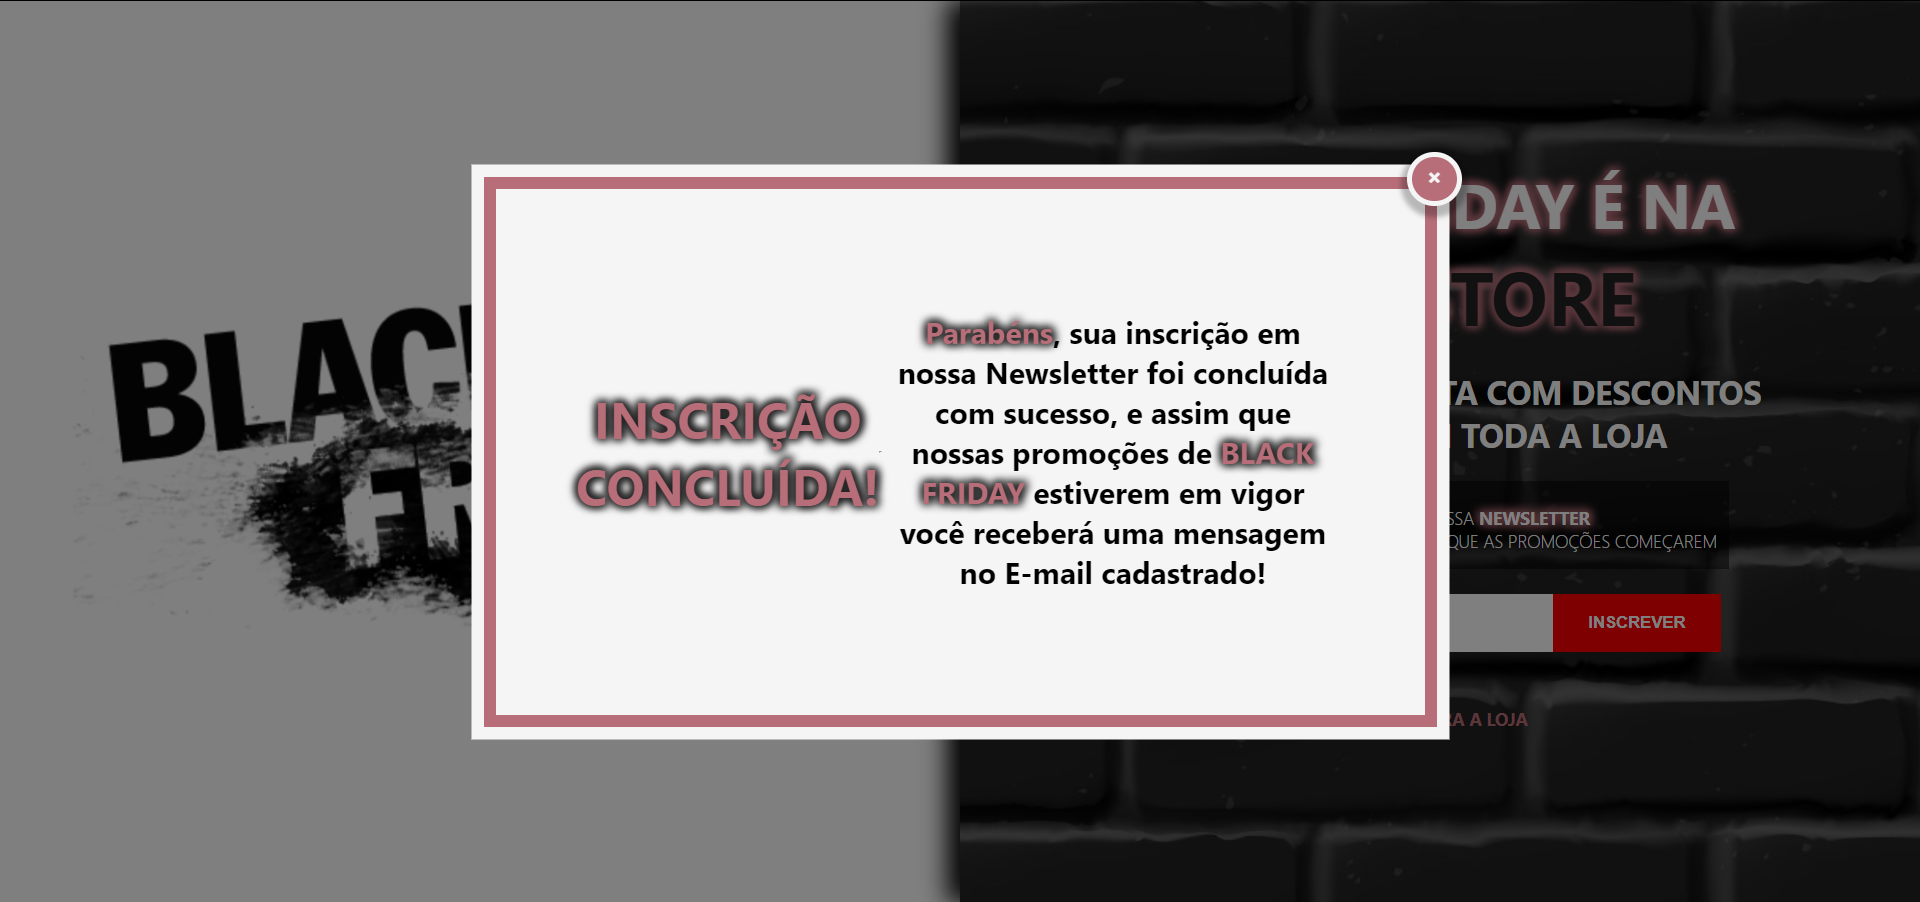 BLACK
FR
INSCRIÇÃO
CONCLUÍDA!
Parabéns, sua inscrição em
nossa Newsletter foi concluída
com sucesso, e assim que
nossas promoções de BLACK
FRIDAY estiverem em vigor
você receberá uma mensagem
no E-mail cadastrado!
×
DAY É NA
TORE
TA COM DESCONTOS
TODA A LOJA
SSA NEWSLETTER
QUE AS PROMOÇÕES COMEÇAREM
INSCREVER
RA A LOJA